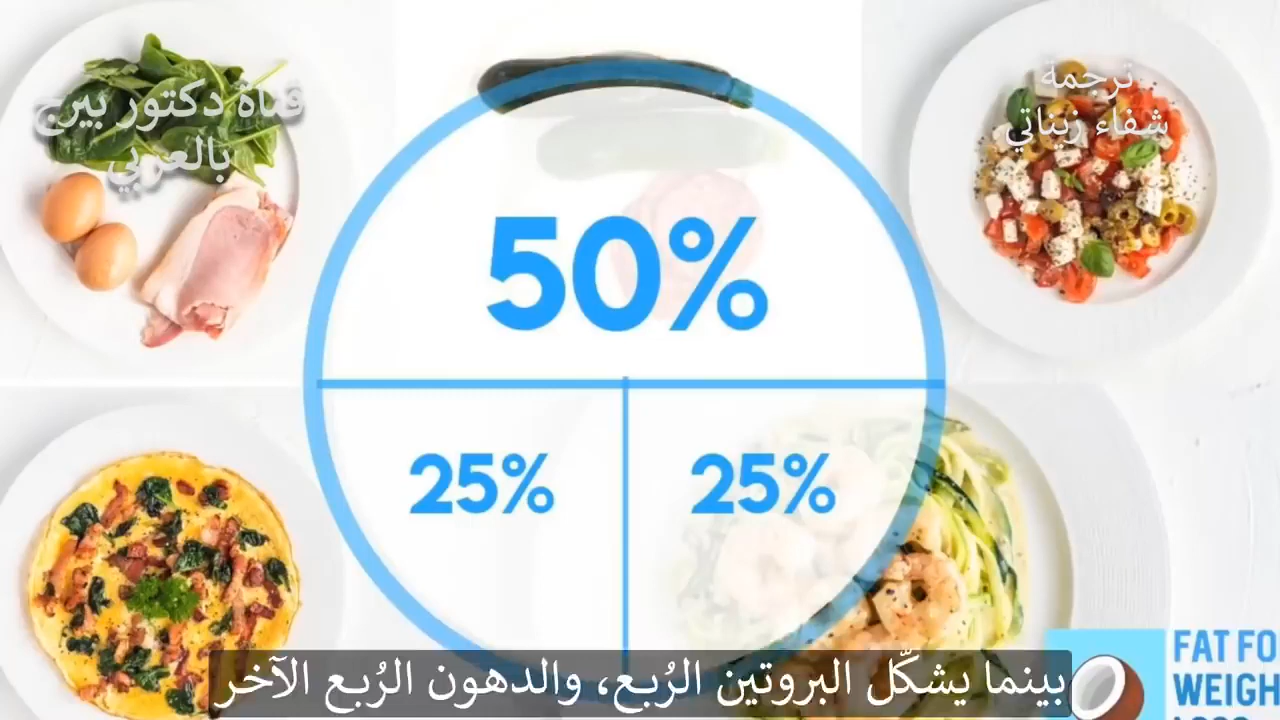 قناة دكتور بيرج
بالعربي
ترجمة
شفاء زيناتي
50%
25%
25%
FAT FO
WEIGH
بينما يشكّل البروتين الرُبع، والدهون الرُبع الآخر